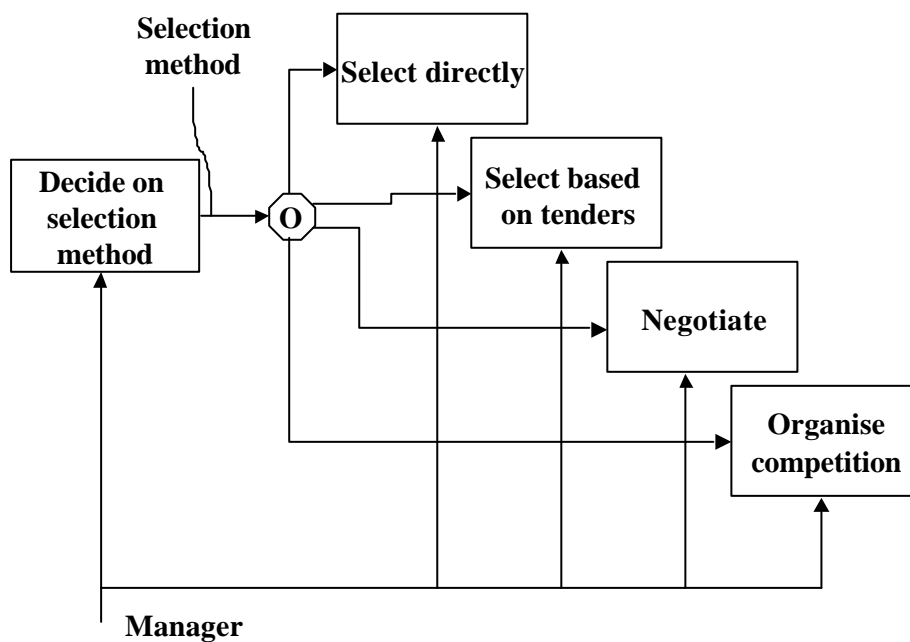 Selection
method
Select directly
Decide on
selection
method
O
Select based
on tenders
Negotiate
Organise
competition
Manager